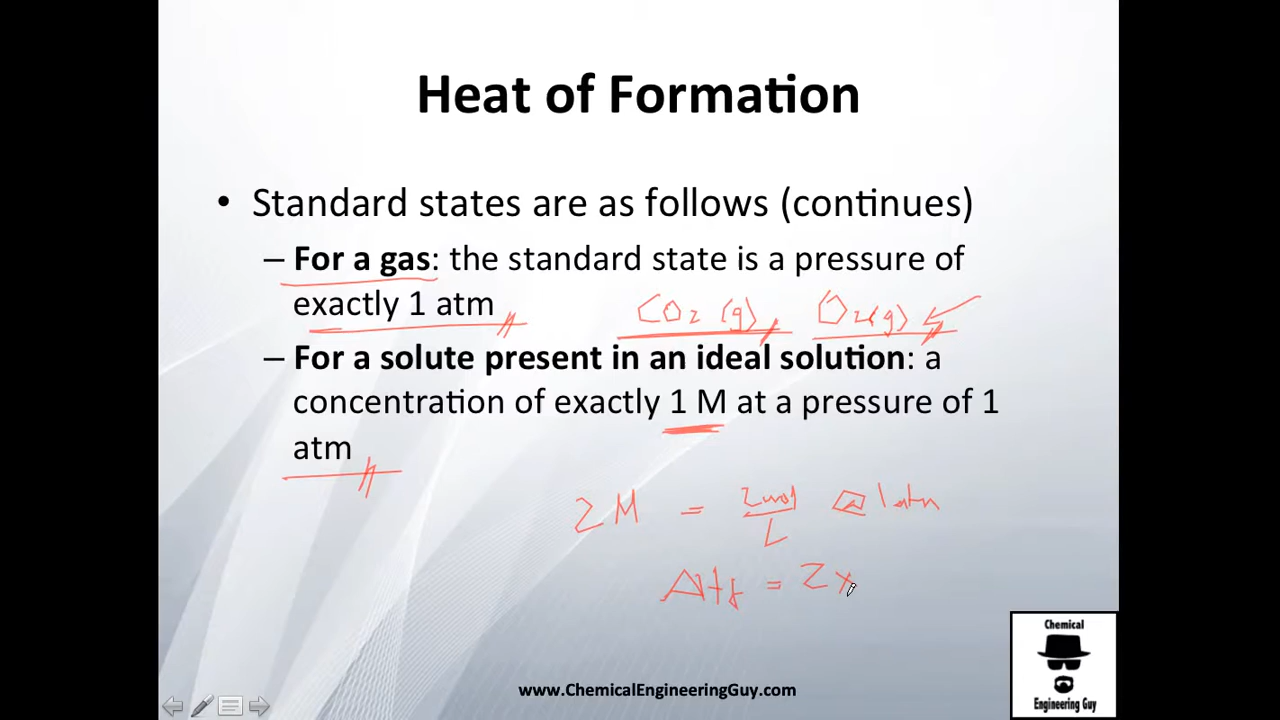 Heat of Formation
• Standard states are as follows (continues)
– For a gas: the standard state is a pressure of
exactly 1 atm
CO2 (g) O2(g)
– For a solute present in an ideal solution: a
concentration of exactly 1 M at a pressure of 1
atm
2 M = 2mol/L @ 1atm
ΔHf = 2x
Chemical
Engineering Guy
www.ChemicalEngineeringGuy.com